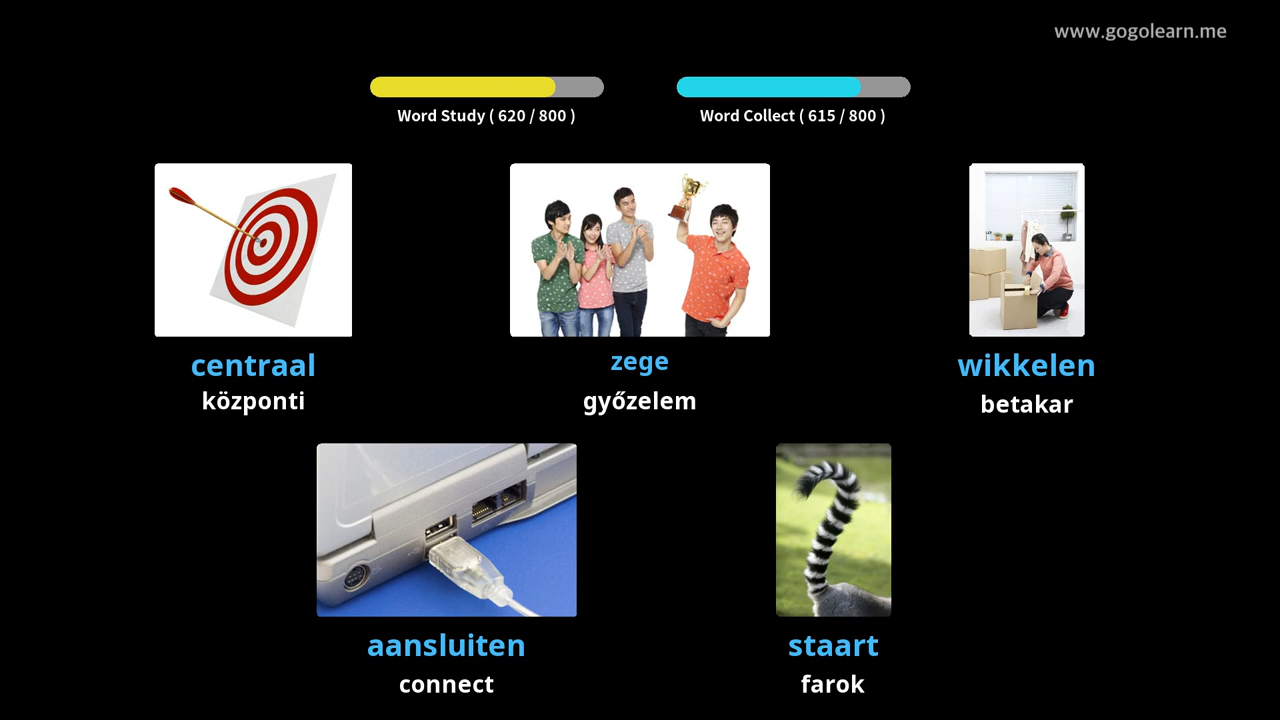 www.gogolearn.me
Word Study ( 620 / 800 )
Word Collect ( 615 / 800 )
centraal
központi
zege
győzelem
wikkelen
betakar
aansluiten
connect
staart
farok